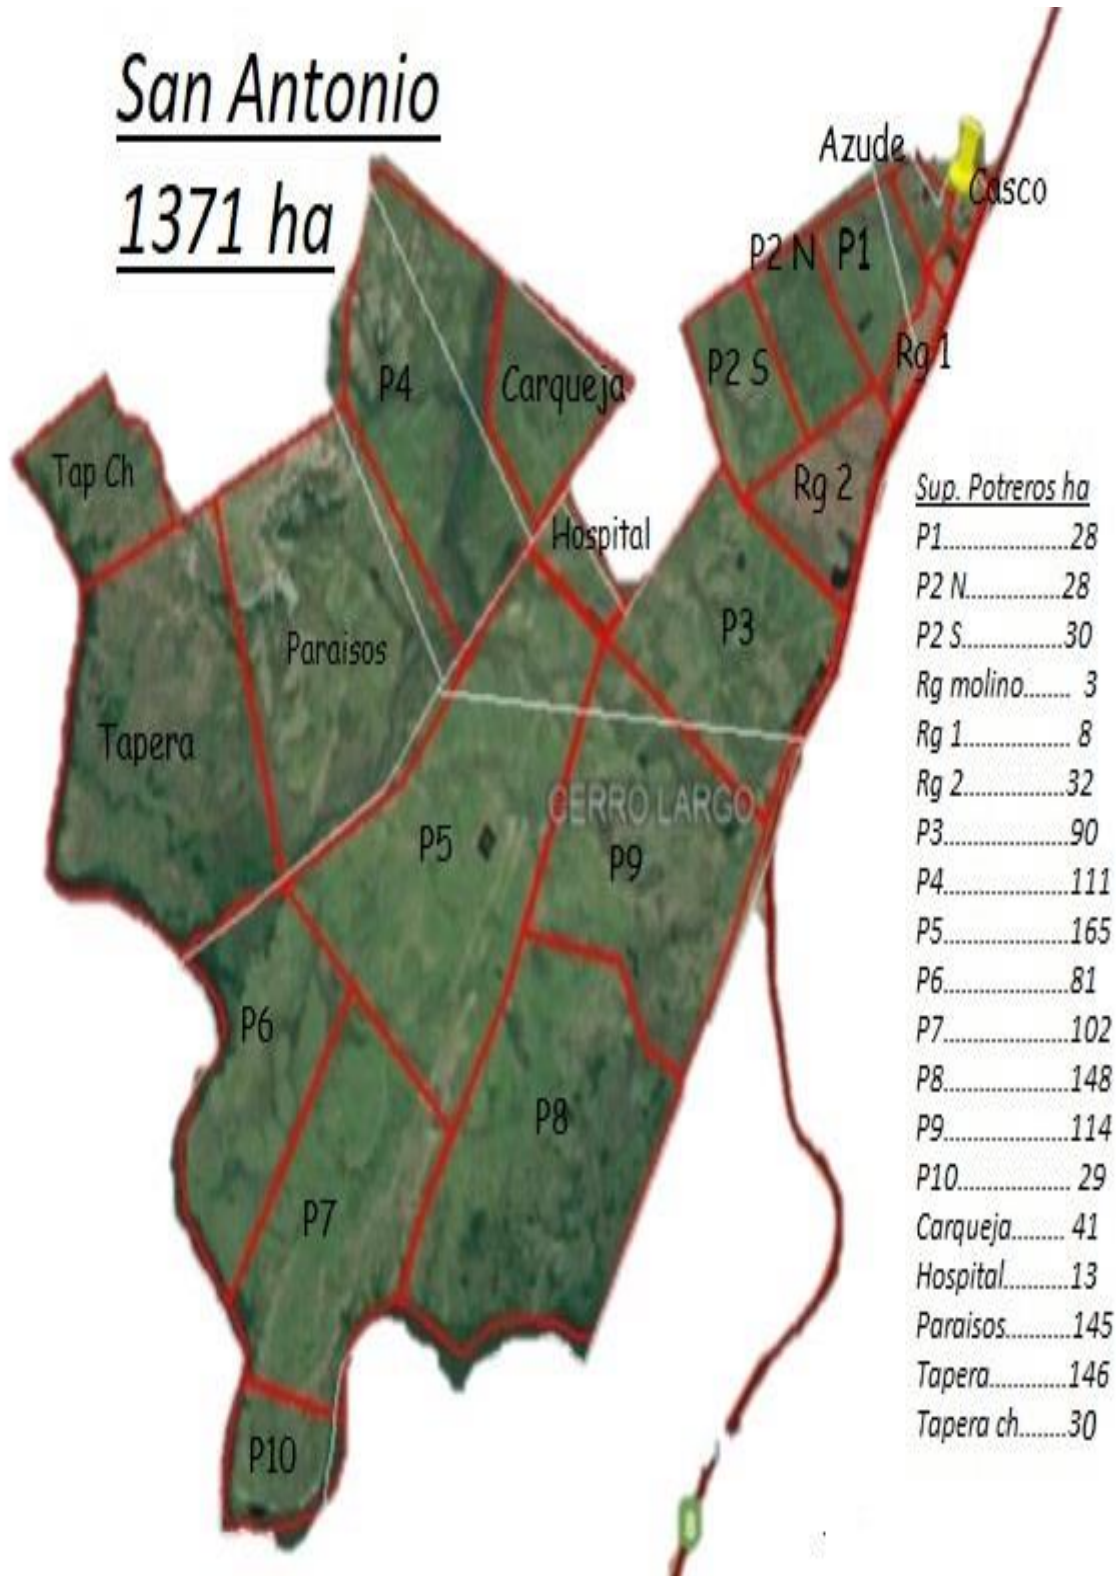 San Antonio
1371 ha
Azude
Casco
P2 N
P1
Rg 1
P2 S
P4
Carqueja
Tap Ch
Rg 2
Hospital
Paraisos
P3
Tapera
CERRO LARGO
P5
P9
P6
P8
P7
P10
Sup. Potreros ha
P1.....................28
P2 N..............28
P2 S...............30
Rg molino....... 3
Rg 1................ 8
Rg 2...............32
P3....................90
P4..................111
P5..................165
P6..................81
P7..................102
P8..................148
P9..................114
P10.................. 29
Carqueja........ 41
Hospital..........13
Paraisos..........145
Tapera............146
Tapera ch.......30